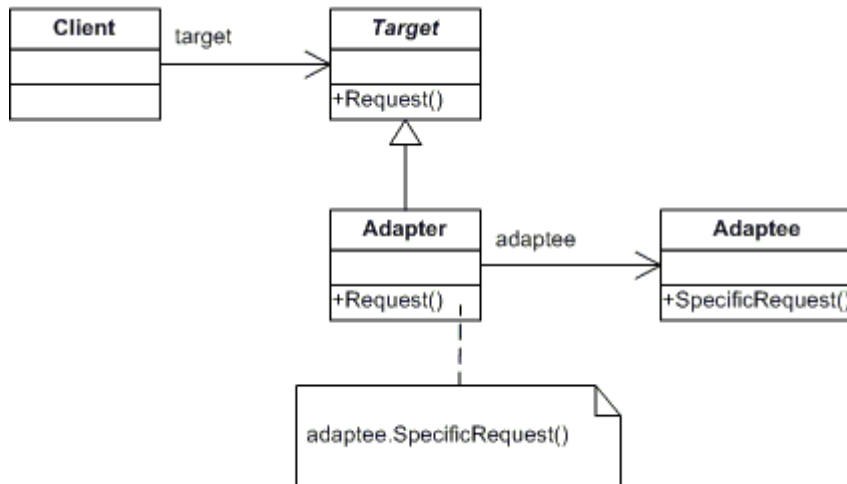 Client
target
Target
+Request()
Adapter
adaptee
Adaptee
+Request()
+SpecificRequest()
adaptee.SpecificRequest()